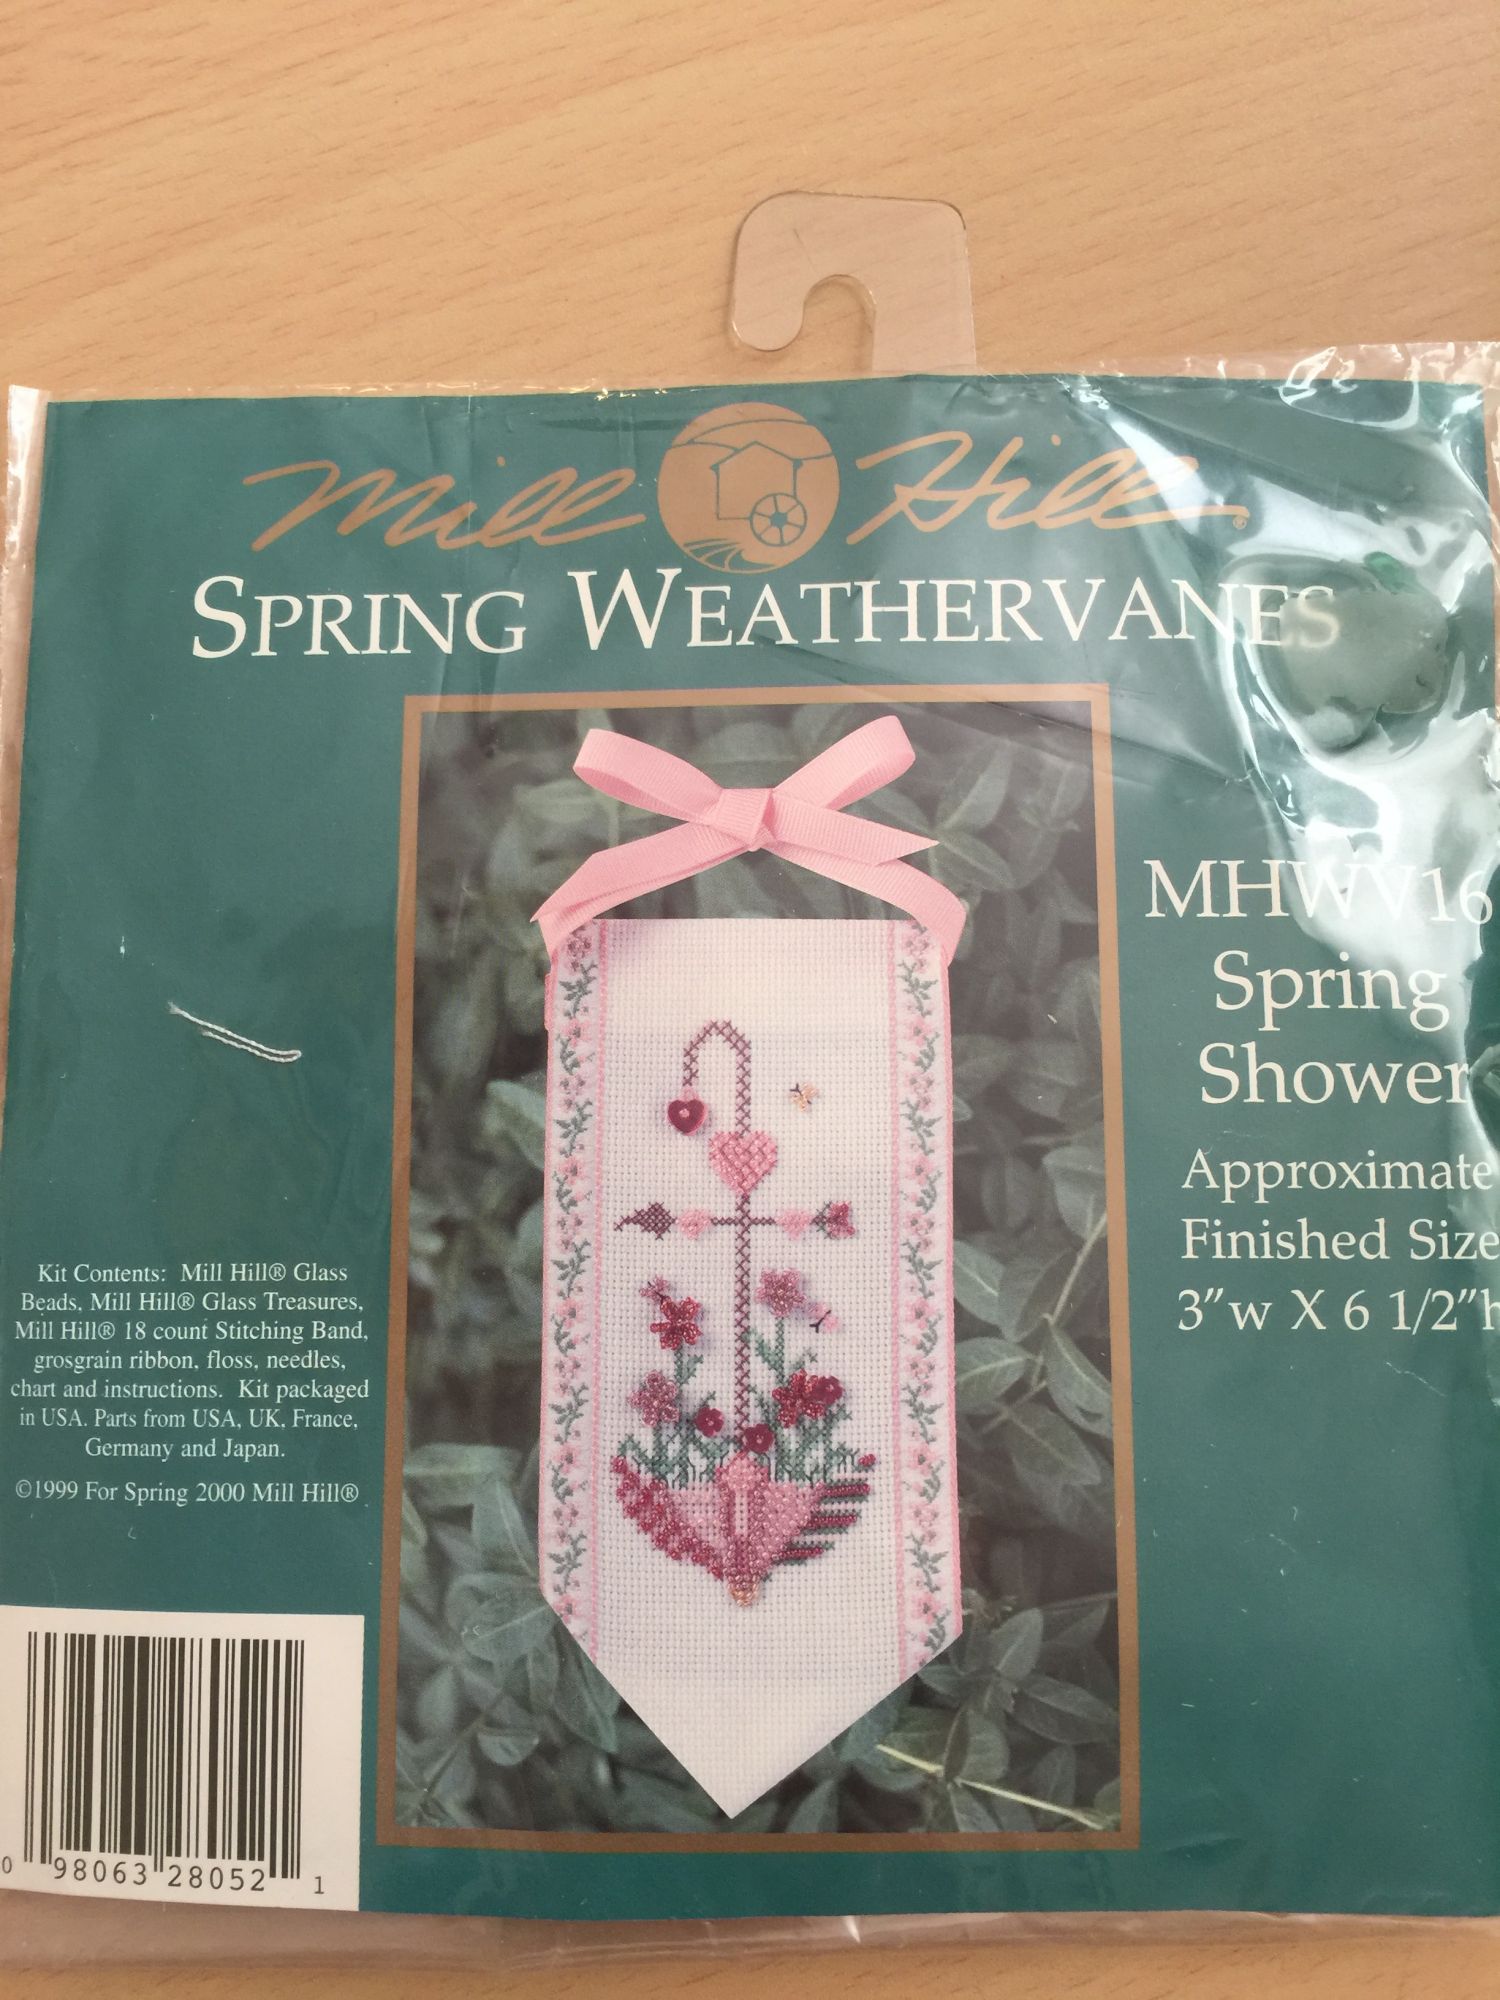 Mill Hill®
SPRING WEATHERVANES
MHWV16
Spring
Shower
Approximate
Finished Size
3"w X 6 1/2"h
Kit Contents: Mill Hill® Glass
Beads, Mill Hill® Glass Treasures,
Mill Hill® 18 count Stitching Band,
grosgrain ribbon, floss, needles,
chart and instructions. Kit packaged
in USA. Parts from USA, UK, France,
Germany and Japan.
©1999 For Spring 2000 Mill Hill®
0 98063 28052 1